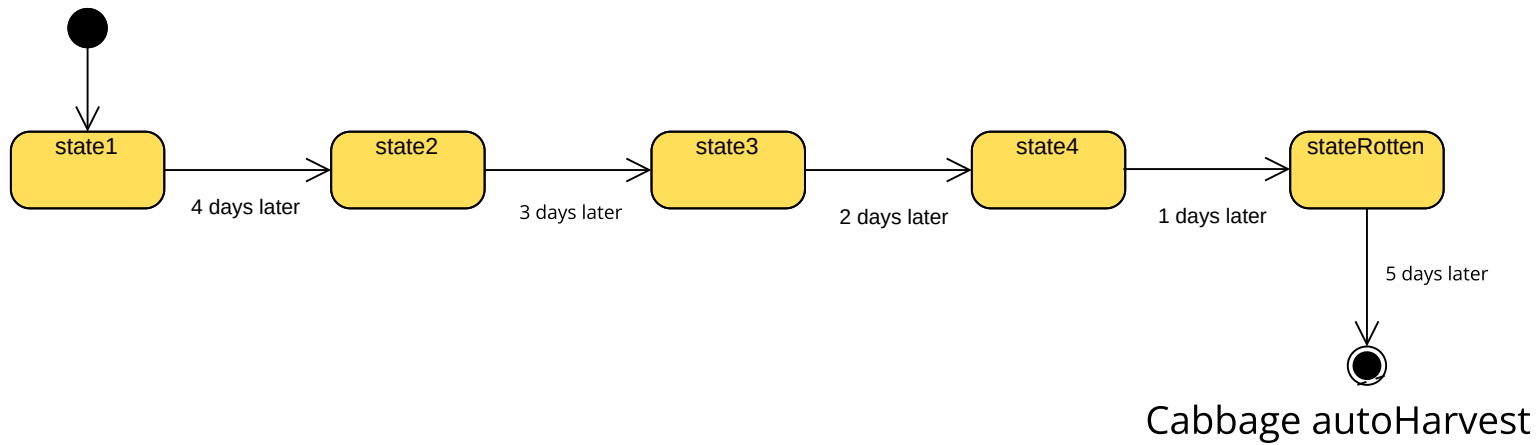 state1
state2
state3
state4
stateRotten
4 days later
3 days later
2 days later
1 days later
5 days later
Cabbage autoHarvest